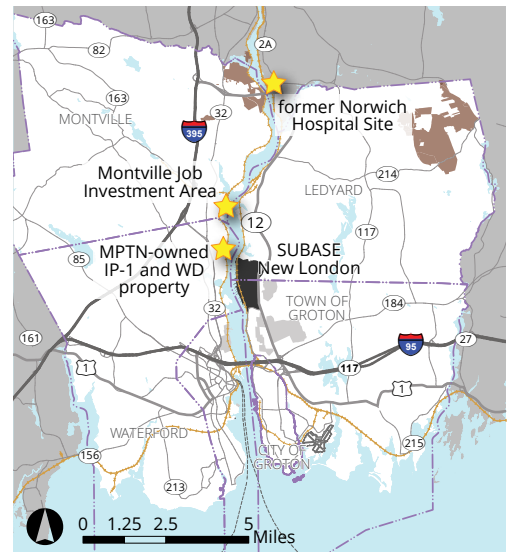 163
82
2A
163
32
former Norwich
Hospital Site
MONTVILLE
395
Montville Job
Investment Area
LEDYARD
214
12
117
MPTN-owned
IP-1 and WD
property
85
SUBASE
New London
TOWN OF
GROTON
184
32
161
95
27
1
117
1
WATERFORD
CITY OF
GROTON
215
156
213
0 1.25 2.5 5
Miles